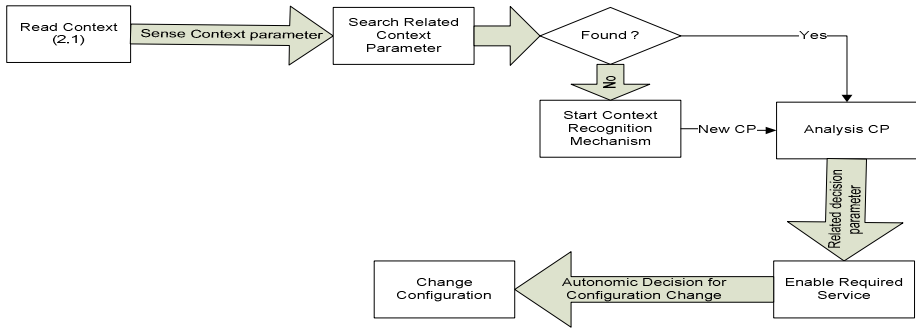 Read Context
(2.1)
Sense Context parameter
Search Related
Context
Parameter
Found ?
Yes
No
Start Context
Recognition
Mechanism
New CP
Analysis CP
Related decision
parameter
Enable Required
Service
Autonomic Decision for
Configuration Change
Change
Configuration